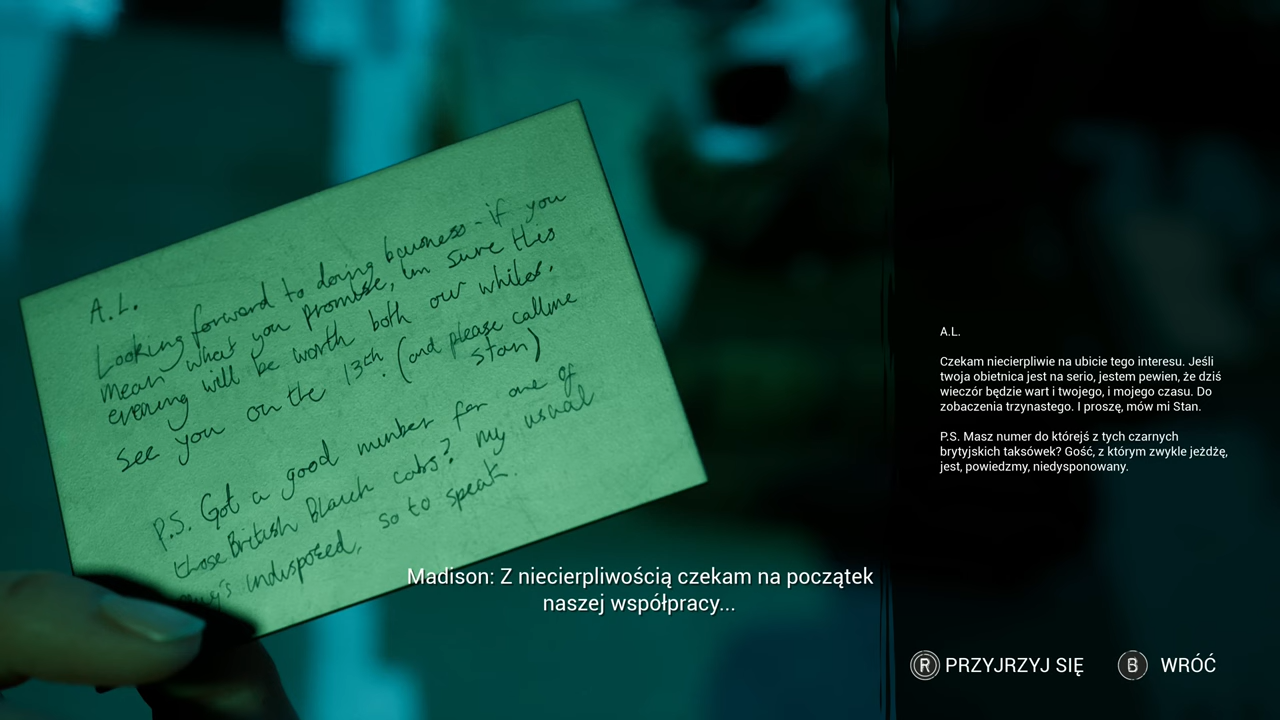 A.L.
Looking forward to doing business - if you
mean what you promise, I'm sure this
evening will be worth both our whiles.
See you on the 13th. (and please call me
Stan)
P.S. Got a good number for one of
those British Black cabs? My usual
guy's indisposed, so to speak.
A.L.
Czekam niecierpliwie na ubicie tego interesu. Jeśli
twoja obietnica jest na serio, jestem pewien, że dziś
wieczór będzie wart i twojego, i mojego czasu. Do
zobaczenia trzynastego. I proszę, mów mi Stan.
P.S. Masz numer do którejś z tych czarnych
brytyjskich taksówek? Gość, z którym zwykle jeżdżę,
jest, powiedzmy, niedysponowany.
Madison: Z niecierpliwością czekam na początek
naszej współpracy...
R PRZYJRZYJ SIĘ B WRÓĆ